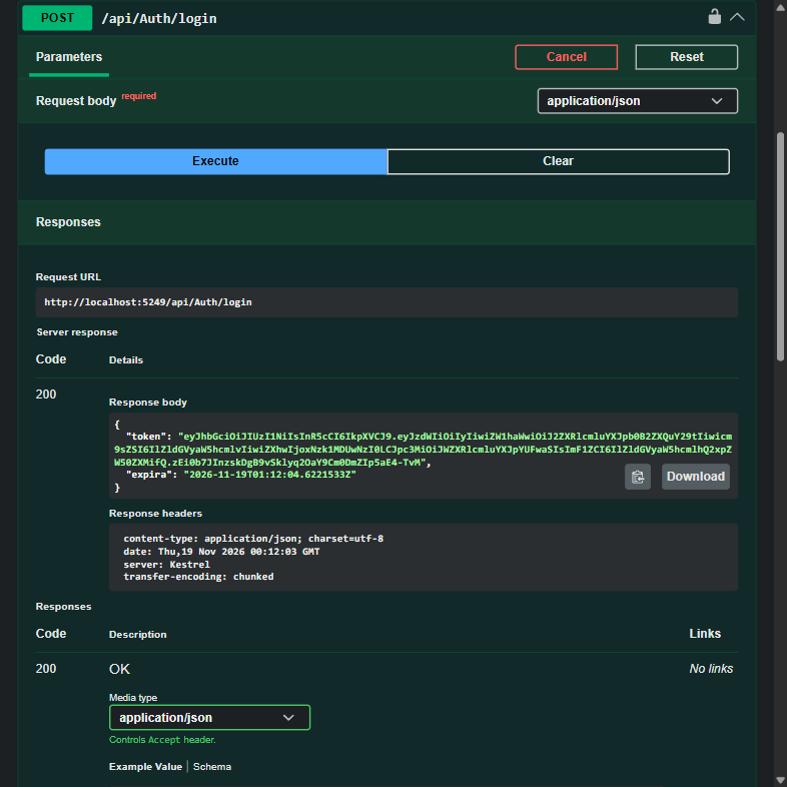 POST /api/Auth/login
Parameters
Cancel
Reset
Request body required
application/json
Execute
Clear
Responses
Request URL
http://localhost:5249/api/Auth/login
Server response
Code Details
200
Response body
{
"token": "eyJhbGciOiJIUzI1NiIsInR5cCI6IkpXVCJ9.eyJzdWIiOiIyIiwiZW1haWwiOiJ2ZXRlcmluYXJpb0B2ZXQuY29tIiwicm
9sZSI6IlZldGVyaW5hcmlvIiwiZXhwIjoxNzk1MDUwNzI0LCJpc3MiOiJWZXRlcmluYXJpYUFwaSIsImF1ZCI6IlZldGVyaW5hcmlhQ2xpZ
W50ZXMifQ.zEi0b7JInzskDgB9vSklyq2OaY9Cm0DmZIp5aE4-TvM",
"expira": "2026-11-19T01:12:04.6221533Z"
}
Download
Response headers
content-type: application/json; charset=utf-8
date: Thu,19 Nov 2026 00:12:03 GMT
server: Kestrel
transfer-encoding: chunked
Responses
Code Description Links
200 OK No links
Media type
application/json
Controls Accept header.
Example Value | Schema